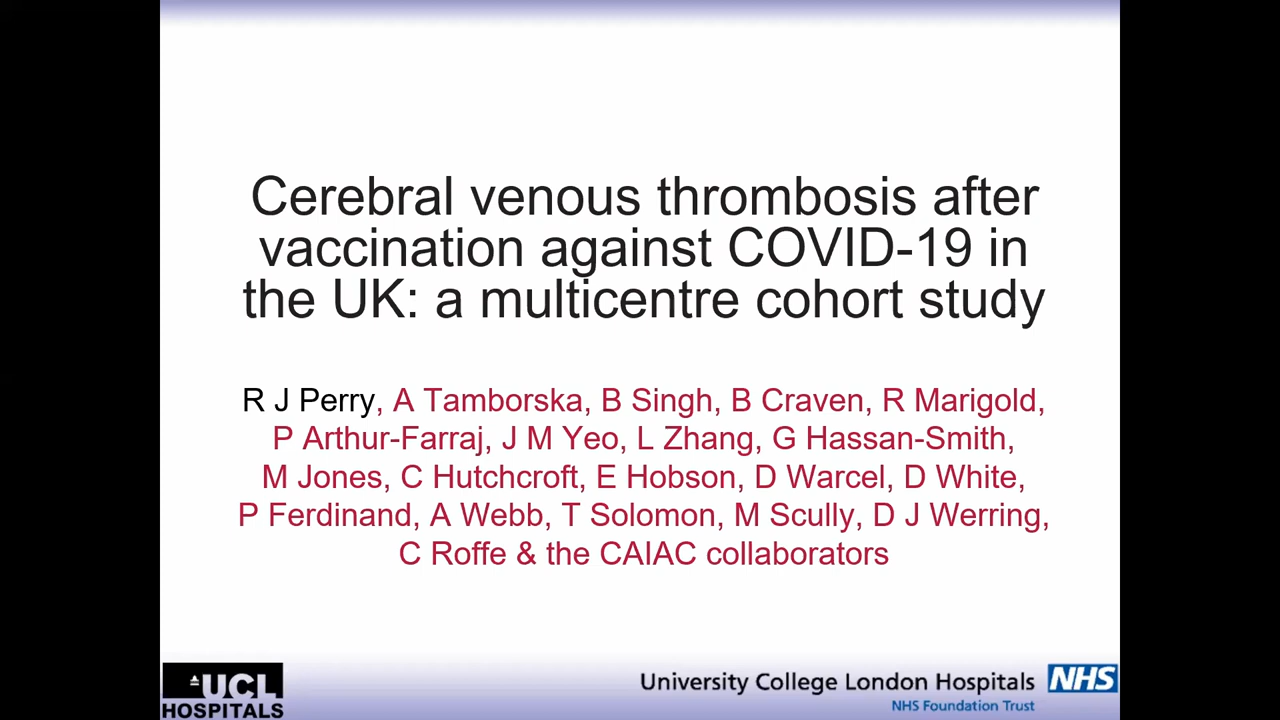 Cerebral venous thrombosis after
vaccination against COVID-19 in
the UK: a multicentre cohort study
R J Perry, A Tamborska, B Singh, B Craven, R Marigold,
P Arthur-Farraj, J M Yeo, L Zhang, G Hassan-Smith,
M Jones, C Hutchcroft, E Hobson, D Warcel, D White,
P Ferdinand, A Webb, T Solomon, M Scully, D J Werring,
C Roffe & the CAIAC collaborators
UCL
HOSPITALS
University College London Hospitals NHS
NHS Foundation Trust